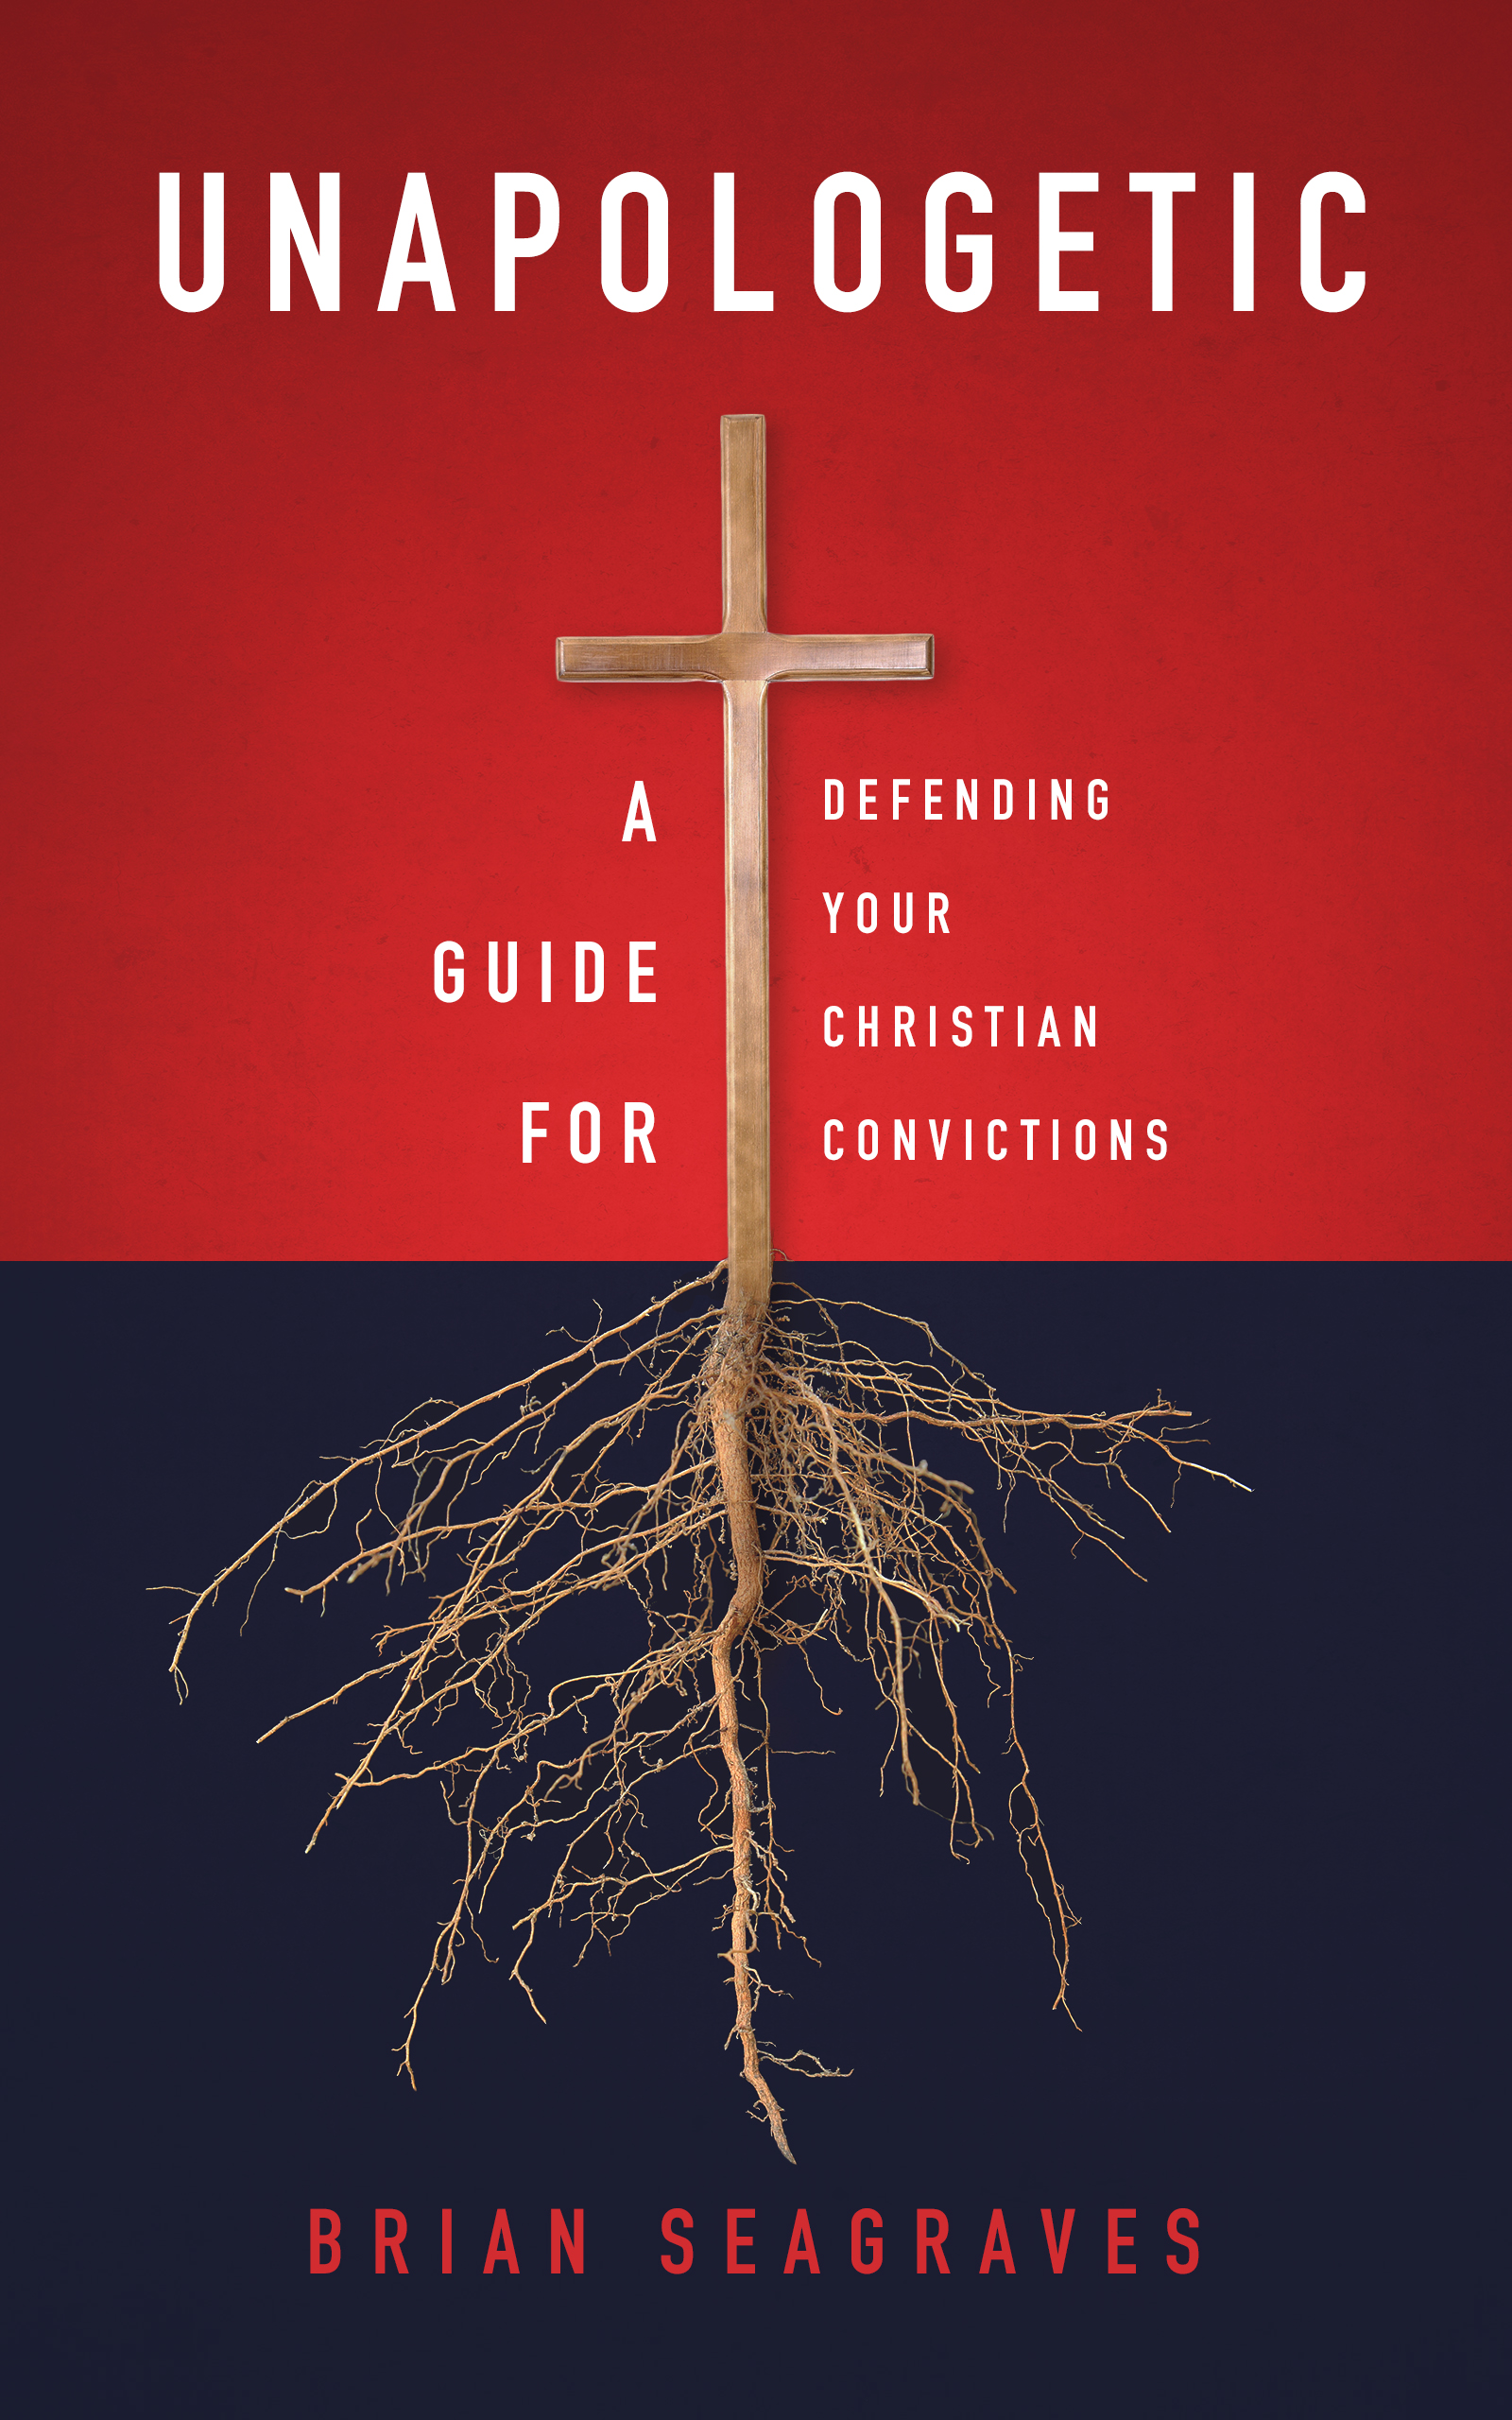 UNAPOLOGETIC
A
GUIDE
FOR
DEFENDING
YOUR
CHRISTIAN
CONVICTIONS
BRIAN SEAGRAVES